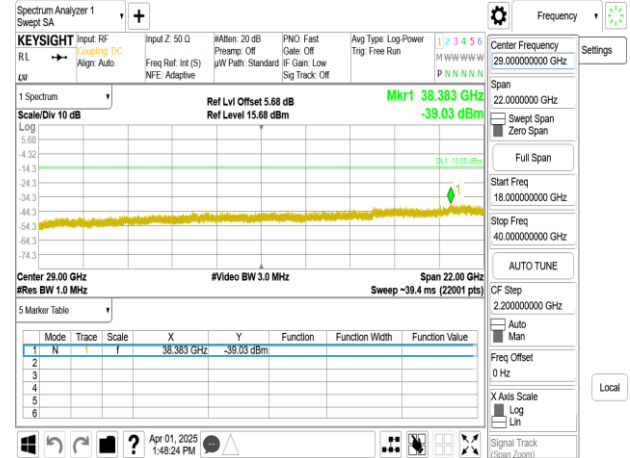 Spectrum Analyzer 1
Swept SA
Frequency
KEYSIGHT
RL
Input: RF
Coupling: DC
Align: Auto
Input Z: 50 Ω
Freq Ref: Int (S)
NFE: Adaptive
#Atten: 20 dB
Preamp: Off
µW Path: Standard
PNO: Fast
Gate: Off
IF Gain: Low
Sig Track: Off
Avg Type: Log-Power
Trig: Free Run
1 2 3 4 5 6
M W W W W W
P N N N N N
1 Spectrum
Scale/Div 10 dB
Ref Lvl Offset 5.68 dB
Ref Level 15.68 dBm
Mkr1 38.383 GHz
-39.03 dBm
Log
5.68
-4.32
-14.3
-24.3
-34.3
-44.3
-54.3
-64.3
-74.3
DL1 -13.00 dBm
1
Center 29.00 GHz
#Res BW 1.0 MHz
#Video BW 3.0 MHz
Span 22.00 GHz
Sweep ~39.4 ms (22001 pts)
5 Marker Table
Mode Trace Scale X Y Function Function Width Function Value
1 N 1 f 38.383 GHz -39.03 dBm
2
3
4
5
6
Apr 01, 2025
1:48:24 PM
Center Frequency
29.000000000 GHz
Settings
Span
22.0000000 GHz
Swept Span
Zero Span
Full Span
Start Freq
18.000000000 GHz
Stop Freq
40.000000000 GHz
AUTO TUNE
CF Step
2.200000000 GHz
Auto
Man
Freq Offset
0 Hz
X Axis Scale
Log
Lin
Local
Signal Track
(Span Zoom)